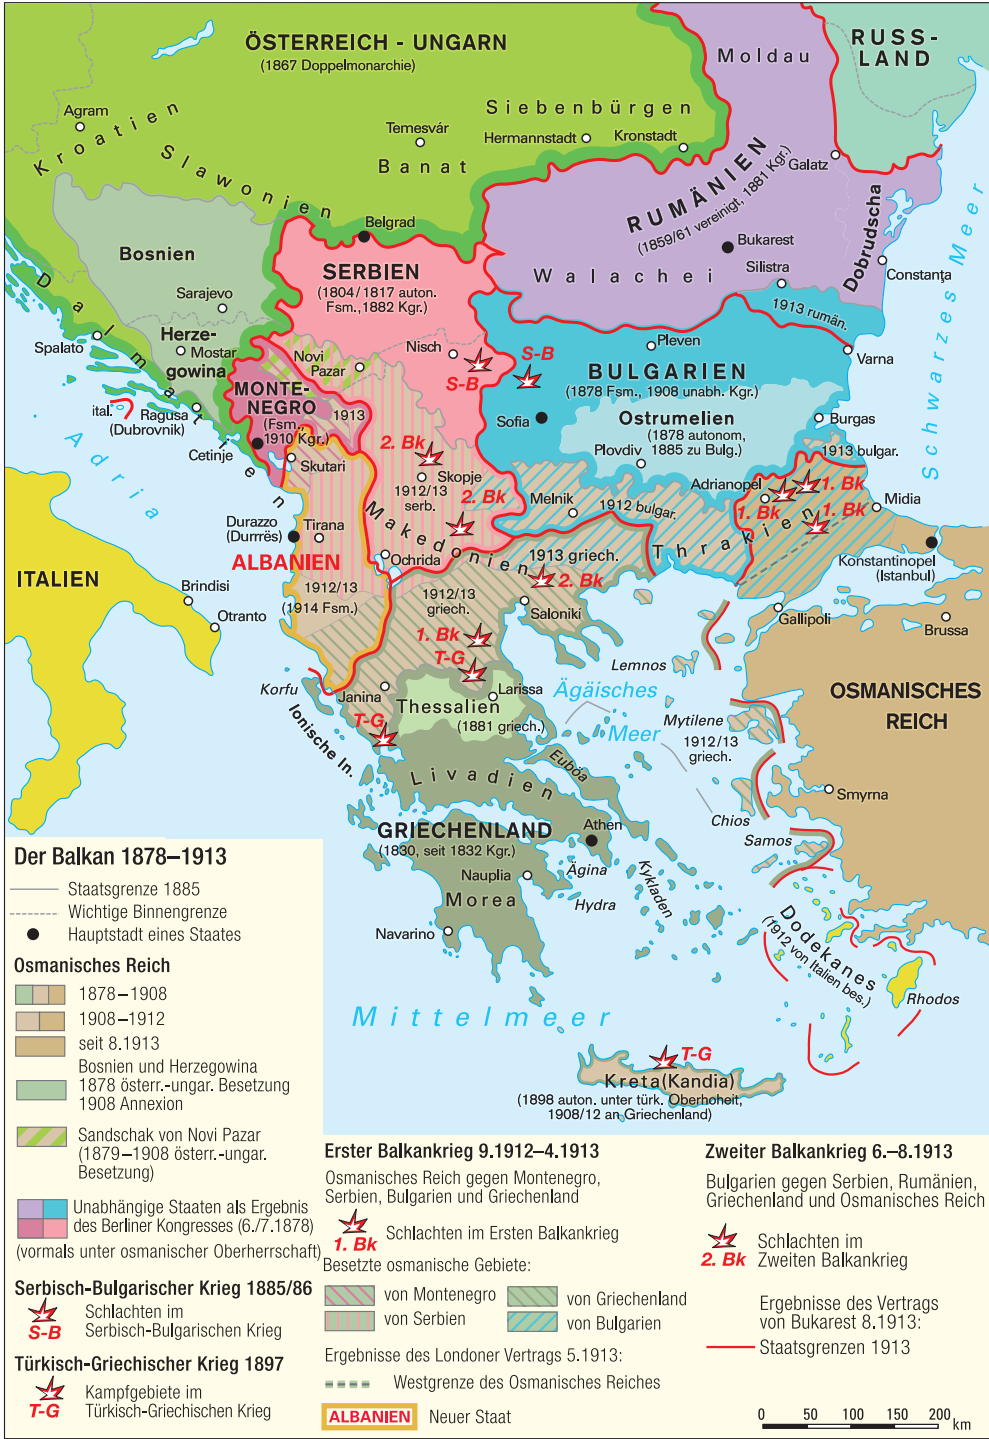 ÖSTERREICH - UNGARN
(1867 Doppelmonarchie)
RUSS-
LAND
Moldau
Siebenbürgen
Agram
Kroatien
Temesvár
Hermannstadt
Kronstadt
Banat
Slawonien
Galatz
RUMÄNIEN
(1859/61 vereinigt, 1881 Kgr.)
Dobrudscha
Belgrad
Bukarest
Bosnien
SERBIEN
(1804/1817 auton.
Fsm.,1882 Kgr.)
Walachei
Silistra
Constanța
Schwarzes Meer
Dalmatien
Sarajevo
1913 rumän.
Spalato
Herze-
gowina
Mostar
Novi
Pazar
Nisch
S-B
S-B
Pleven
Varna
BULGARIEN
(1878 Fsm., 1908 unabh. Kgr.)
MONTE-
NEGRO
(Fsm.,
1910 Kgr.)
1913
ital.
Ragusa
(Dubrovnik)
Sofia
Ostrumelien
(1878 autonom,
1885 zu Bulg.)
Burgas
Adria
Cetinje
Skutari
2. Bk
Plovdiv
1913 bulgar.
Skopje
1912/13
serb.
2. Bk
Melnik
1912 bulgar.
Adrianopel
1. Bk
1. Bk
1. Bk
Midia
Makedonien
Thrakien
Durazzo
(Durrrës)
Tirana
ALBANIEN
Ochrida
1913 griech.
Konstantinopel
(Istanbul)
ITALIEN
Brindisi
1912/13
(1914 Fsm.)
1912/13
griech.
2. Bk
Otranto
Saloniki
Gallipoli
Brussa
1. Bk
T-G
Lemnos
Korfu
Janina
Larissa
Ägäisches
Meer
OSMANISCHES
REICH
Thessalien
(1881 griech.)
Ionische In.
T-G
Mytilene
1912/13
griech.
Livadien
Euböa
Smyrna
Chios
GRIECHENLAND
(1830, seit 1832 Kgr.)
Athen
Samos
Nauplia
Ägina
Morea
Hydra
Kykladen
Navarino
Dodekanes
(1912 von Italien bes.)
Rhodos
Mittelmeer
T-G
Kreta(Kandia)
(1898 auton. unter türk. Oberhoheit,
1908/12 an Griechenland)
Der Balkan 1878–1913
Staatsgrenze 1885
Wichtige Binnengrenze
Hauptstadt eines Staates
Osmanisches Reich
1878–1908
1908–1912
seit 8.1913
Bosnien und Herzegowina
1878 österr.-ungar. Besetzung
1908 Annexion
Sandschak von Novi Pazar
(1879–1908 österr.-ungar.
Besetzung)
Unabhängige Staaten als Ergebnis
des Berliner Kongresses (6./7.1878)
(vormals unter osmanischer Oberherrschaft)
Serbisch-Bulgarischer Krieg 1885/86
S-B
Schlachten im
Serbisch-Bulgarischen Krieg
Türkisch-Griechischer Krieg 1897
T-G
Kampfgebiete im
Türkisch-Griechischen Krieg
Erster Balkankrieg 9.1912–4.1913
Osmanisches Reich gegen Montenegro,
Serbien, Bulgarien und Griechenland
1. Bk
Schlachten im Ersten Balkankrieg
Besetzte osmanische Gebiete:
von Montenegro
von Griechenland
von Serbien
von Bulgarien
Ergebnisse des Londoner Vertrags 5.1913:
Westgrenze des Osmanisches Reiches
ALBANIEN
Neuer Staat
Zweiter Balkankrieg 6.–8.1913
Bulgarien gegen Serbien, Rumänien,
Griechenland und Osmanisches Reich
2. Bk
Schlachten im
Zweiten Balkankrieg
Ergebnisse des Vertrags
von Bukarest 8.1913:
Staatsgrenzen 1913
0 50 100 150 200 km